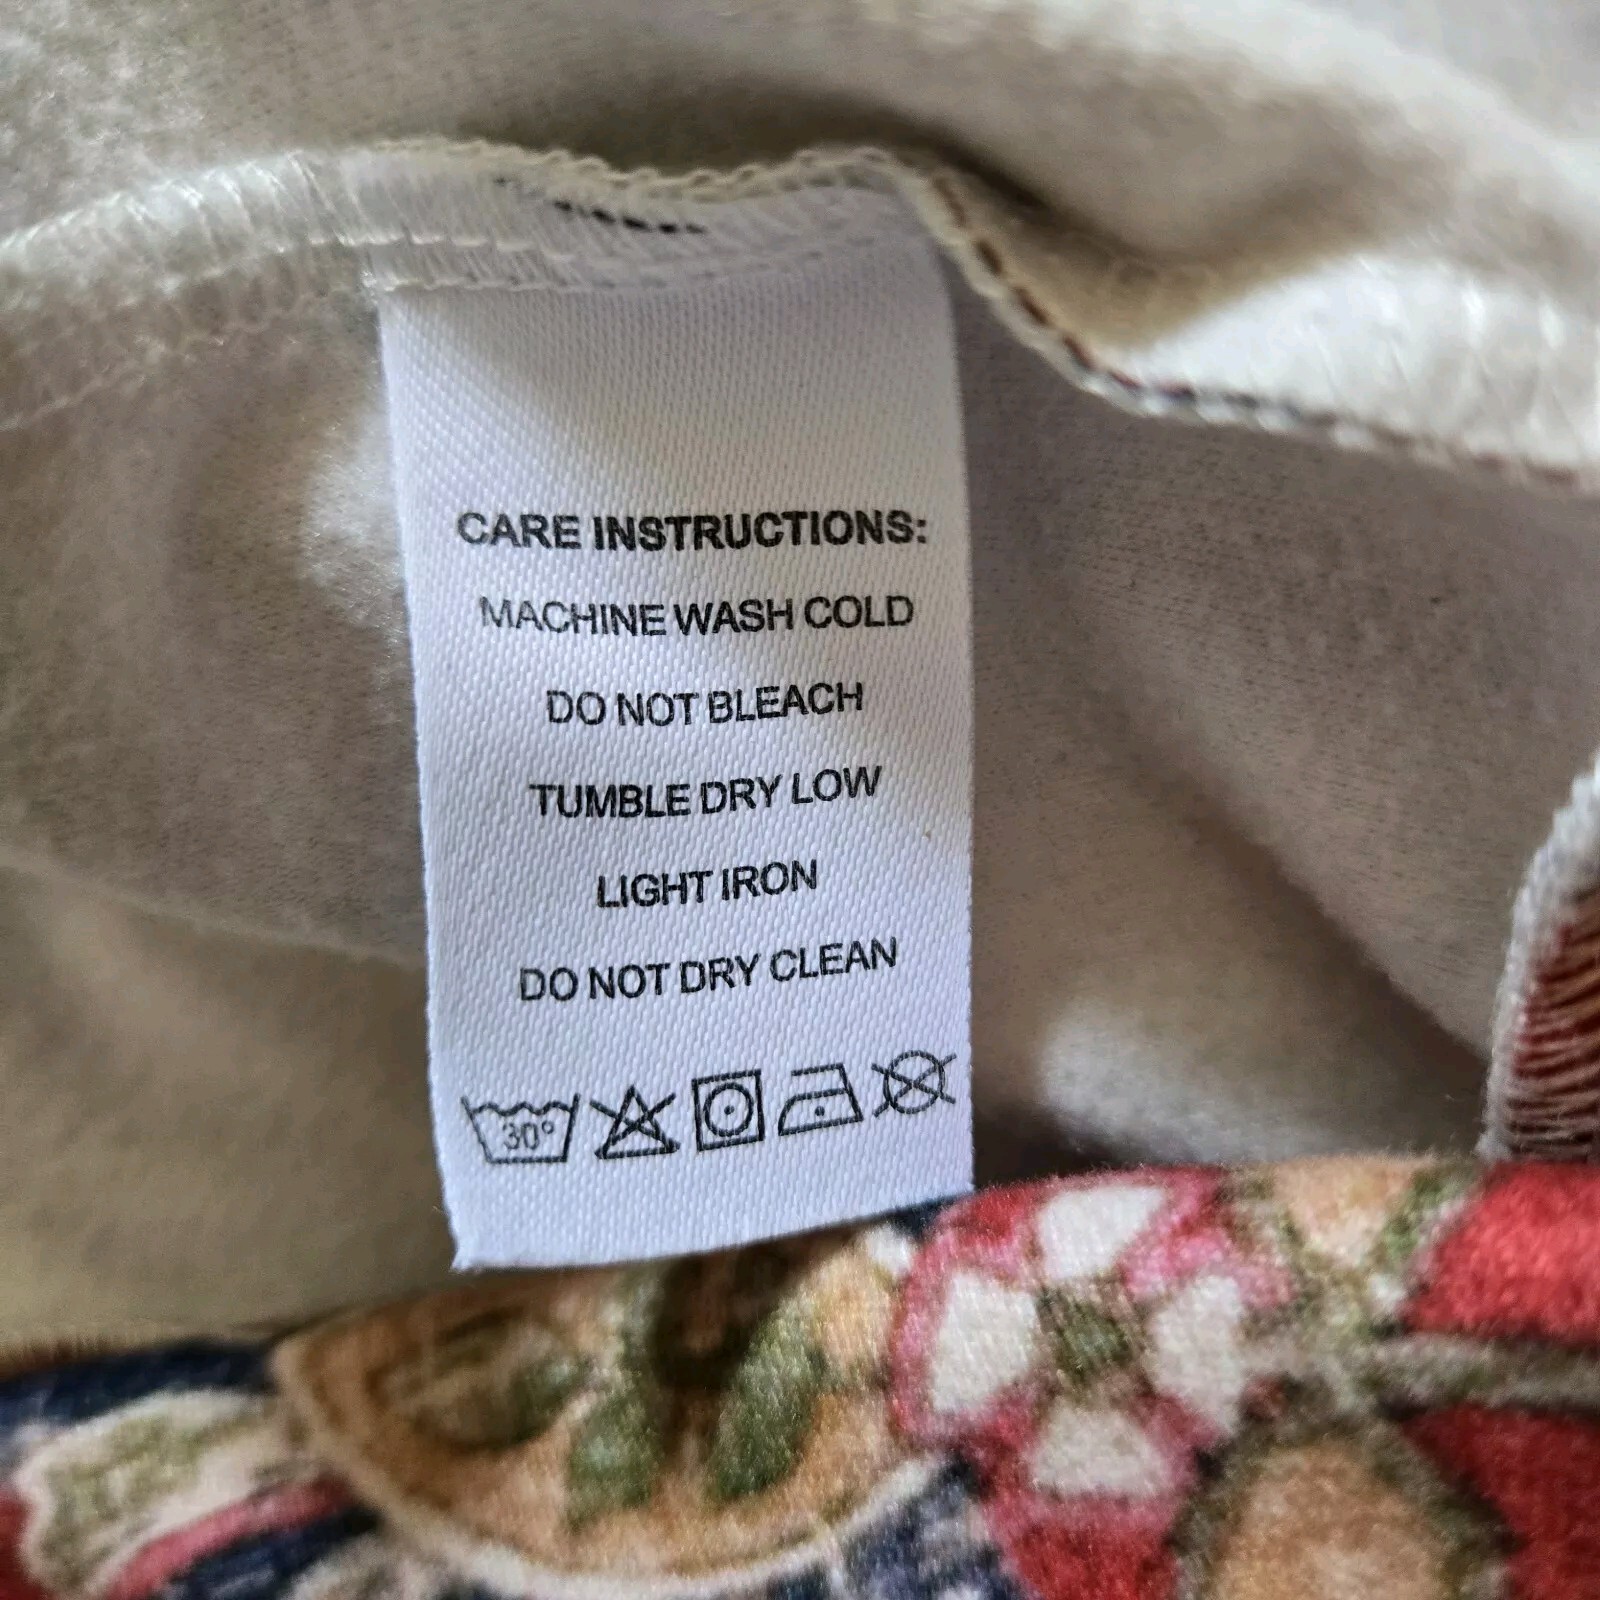 CARE INSTRUCTIONS:
MACHINE WASH COLD
DO NOT BLEACH
TUMBLE DRY LOW
LIGHT IRON
DO NOT DRY CLEAN
30°